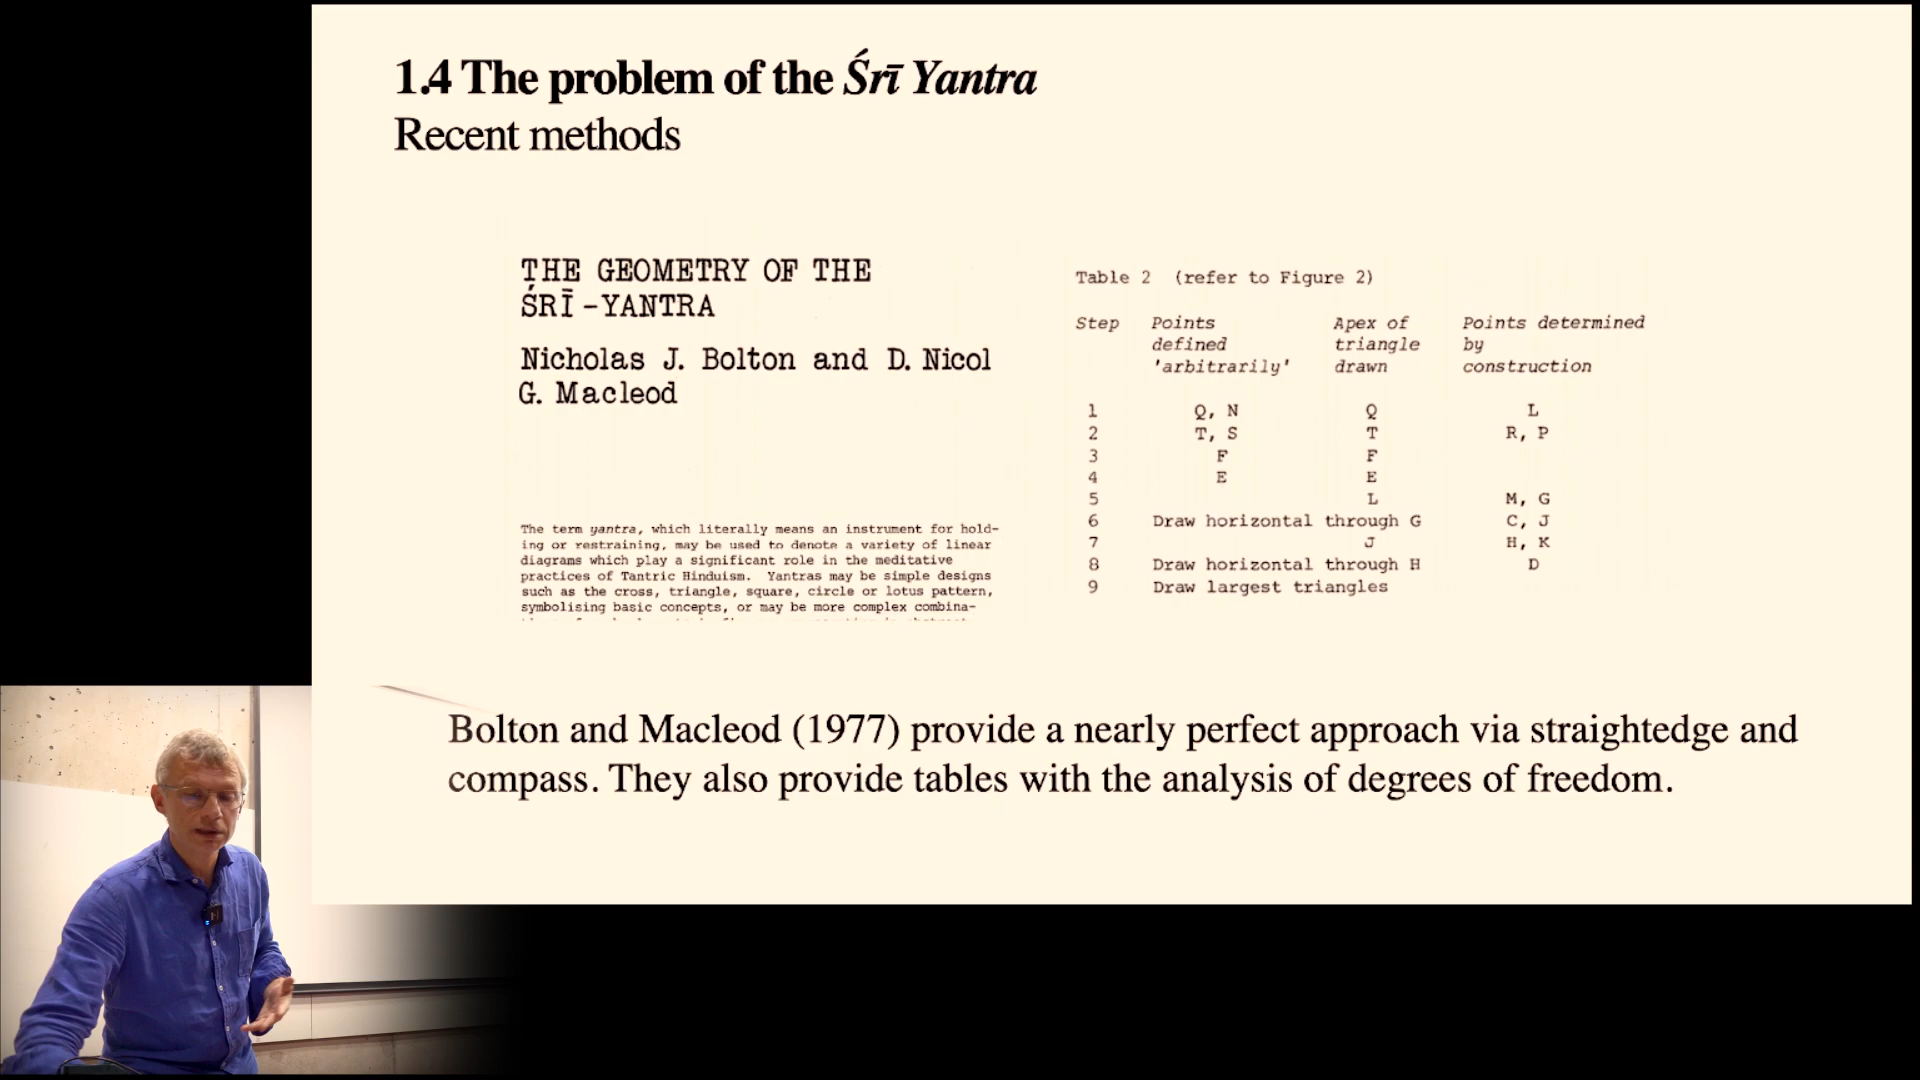 1.4 The problem of the Śrī Yantra
Recent methods
THE GEOMETRY OF THE
ŚRĪ-YANTRA
Nicholas J. Bolton and D. Nicol
G. Macleod
The term yantra, which literally means an instrument for hold-
ing or restraining, may be used to denote a variety of linear
diagrams which play a significant role in the meditative
practices of Tantric Hinduism. Yantras may be simple designs
such as the cross, triangle, square, circle or lotus pattern,
symbolising basic concepts, or may be more complex combina-
Table 2 (refer to Figure 2)
Step Points Apex of Points determined
defined triangle by
'arbitrarily' drawn construction
1 Q, N Q L
2 T, S T R, P
3 F F
4 E E
5 L M, G
6 Draw horizontal through G C, J
7 J H, K
8 Draw horizontal through H D
9 Draw largest triangles
Bolton and Macleod (1977) provide a nearly perfect approach via straightedge and
compass. They also provide tables with the analysis of degrees of freedom.